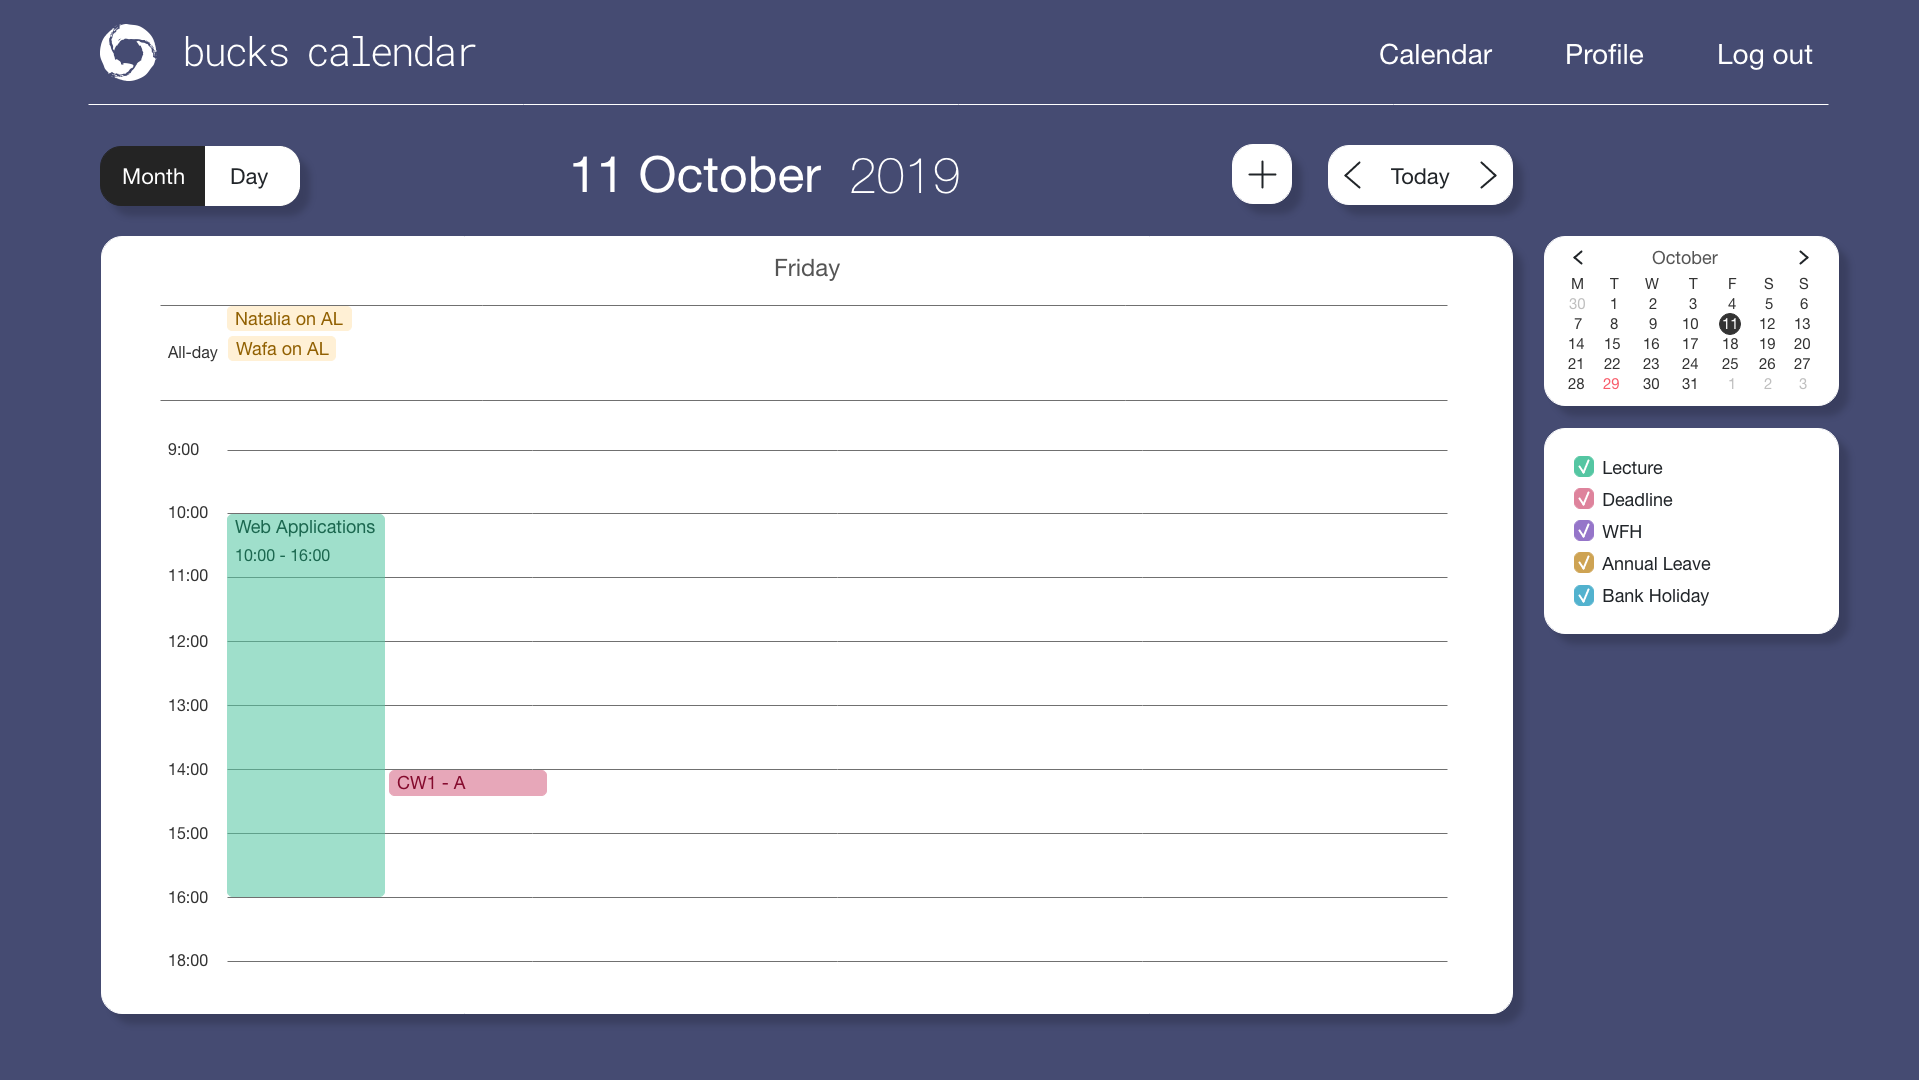 bucks calendar
Calendar Profile Log out
Month Day
11 October 2019
Today
Friday
All-day
Natalia on AL
Wafa on AL
9:00
10:00
Web Applications
10:00 - 16:00
11:00
12:00
13:00
14:00
CW1 - A
15:00
16:00
18:00
October
M T W T F S S
30 1 2 3 4 5 6
7 8 9 10 11 12 13
14 15 16 17 18 19 20
21 22 23 24 25 26 27
28 29 30 31 1 2 3
Lecture
Deadline
WFH
Annual Leave
Bank Holiday